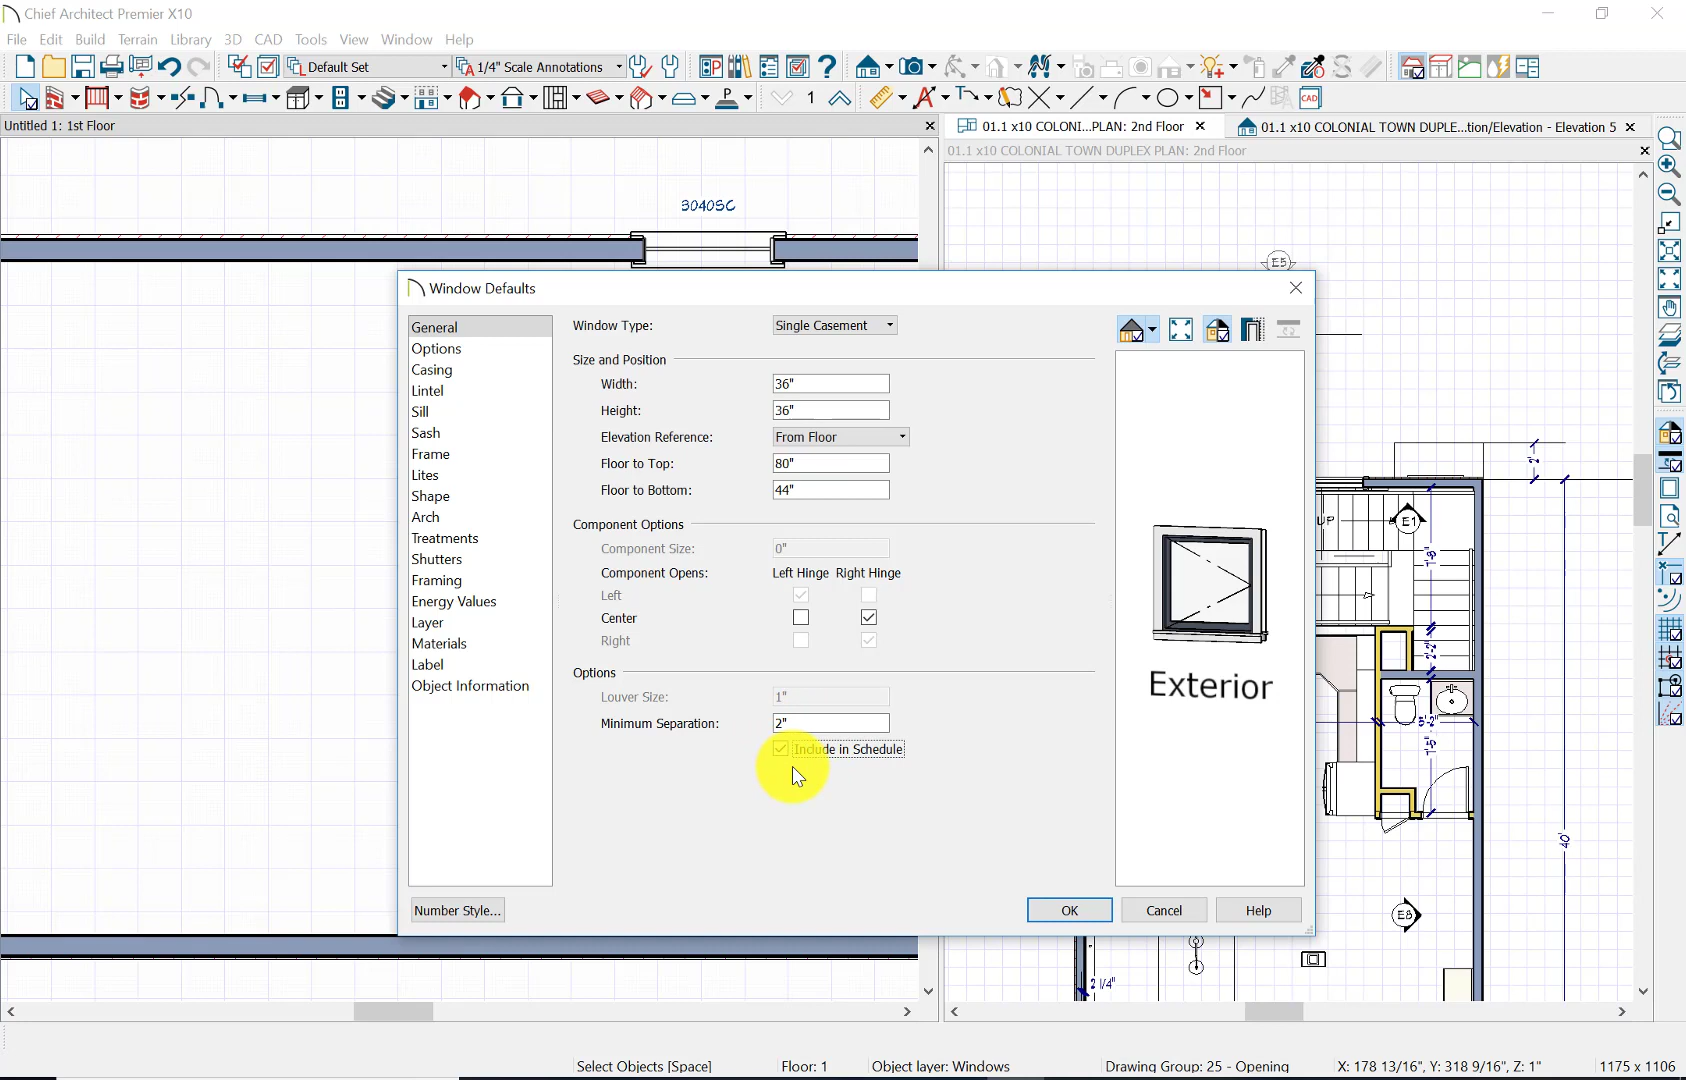 Chief Architect Premier X10
File Edit Build Terrain Library 3D CAD Tools View Window Help
Default Set 1/4" Scale Annotations
1 CAD
Untitled 1: 1st Floor
01.1 x10 COLONI...PLAN: 2nd Floor
01.1 x10 COLONIAL TOWN DUPLE...tion/Elevation - Elevation 5
01.1 x10 COLONIAL TOWN DUPLEX PLAN: 2nd Floor
3040SC
E5
Window Defaults
General
Options
Casing
Lintel
Sill
Sash
Frame
Lites
Shape
Arch
Treatments
Shutters
Framing
Energy Values
Layer
Materials
Label
Object Information
Number Style...
Window Type: Single Casement
Size and Position
Width: 36"
Height: 36"
Elevation Reference: From Floor
Floor to Top: 80"
Floor to Bottom: 44"
Component Options
Component Size: 0"
Component Opens: Left Hinge Right Hinge
Left
Center
Right
Options
Louver Size: 1"
Minimum Separation: 2"
Include in Schedule
Exterior
OK Cancel Help
2'
UP
E1
40'
E8
2 1/4"
Select Objects [Space] Floor: 1 Object layer: Windows Drawing Group: 25 - Opening X: 178 13/16", Y: 318 9/16", Z: 1" 1175 x 1106